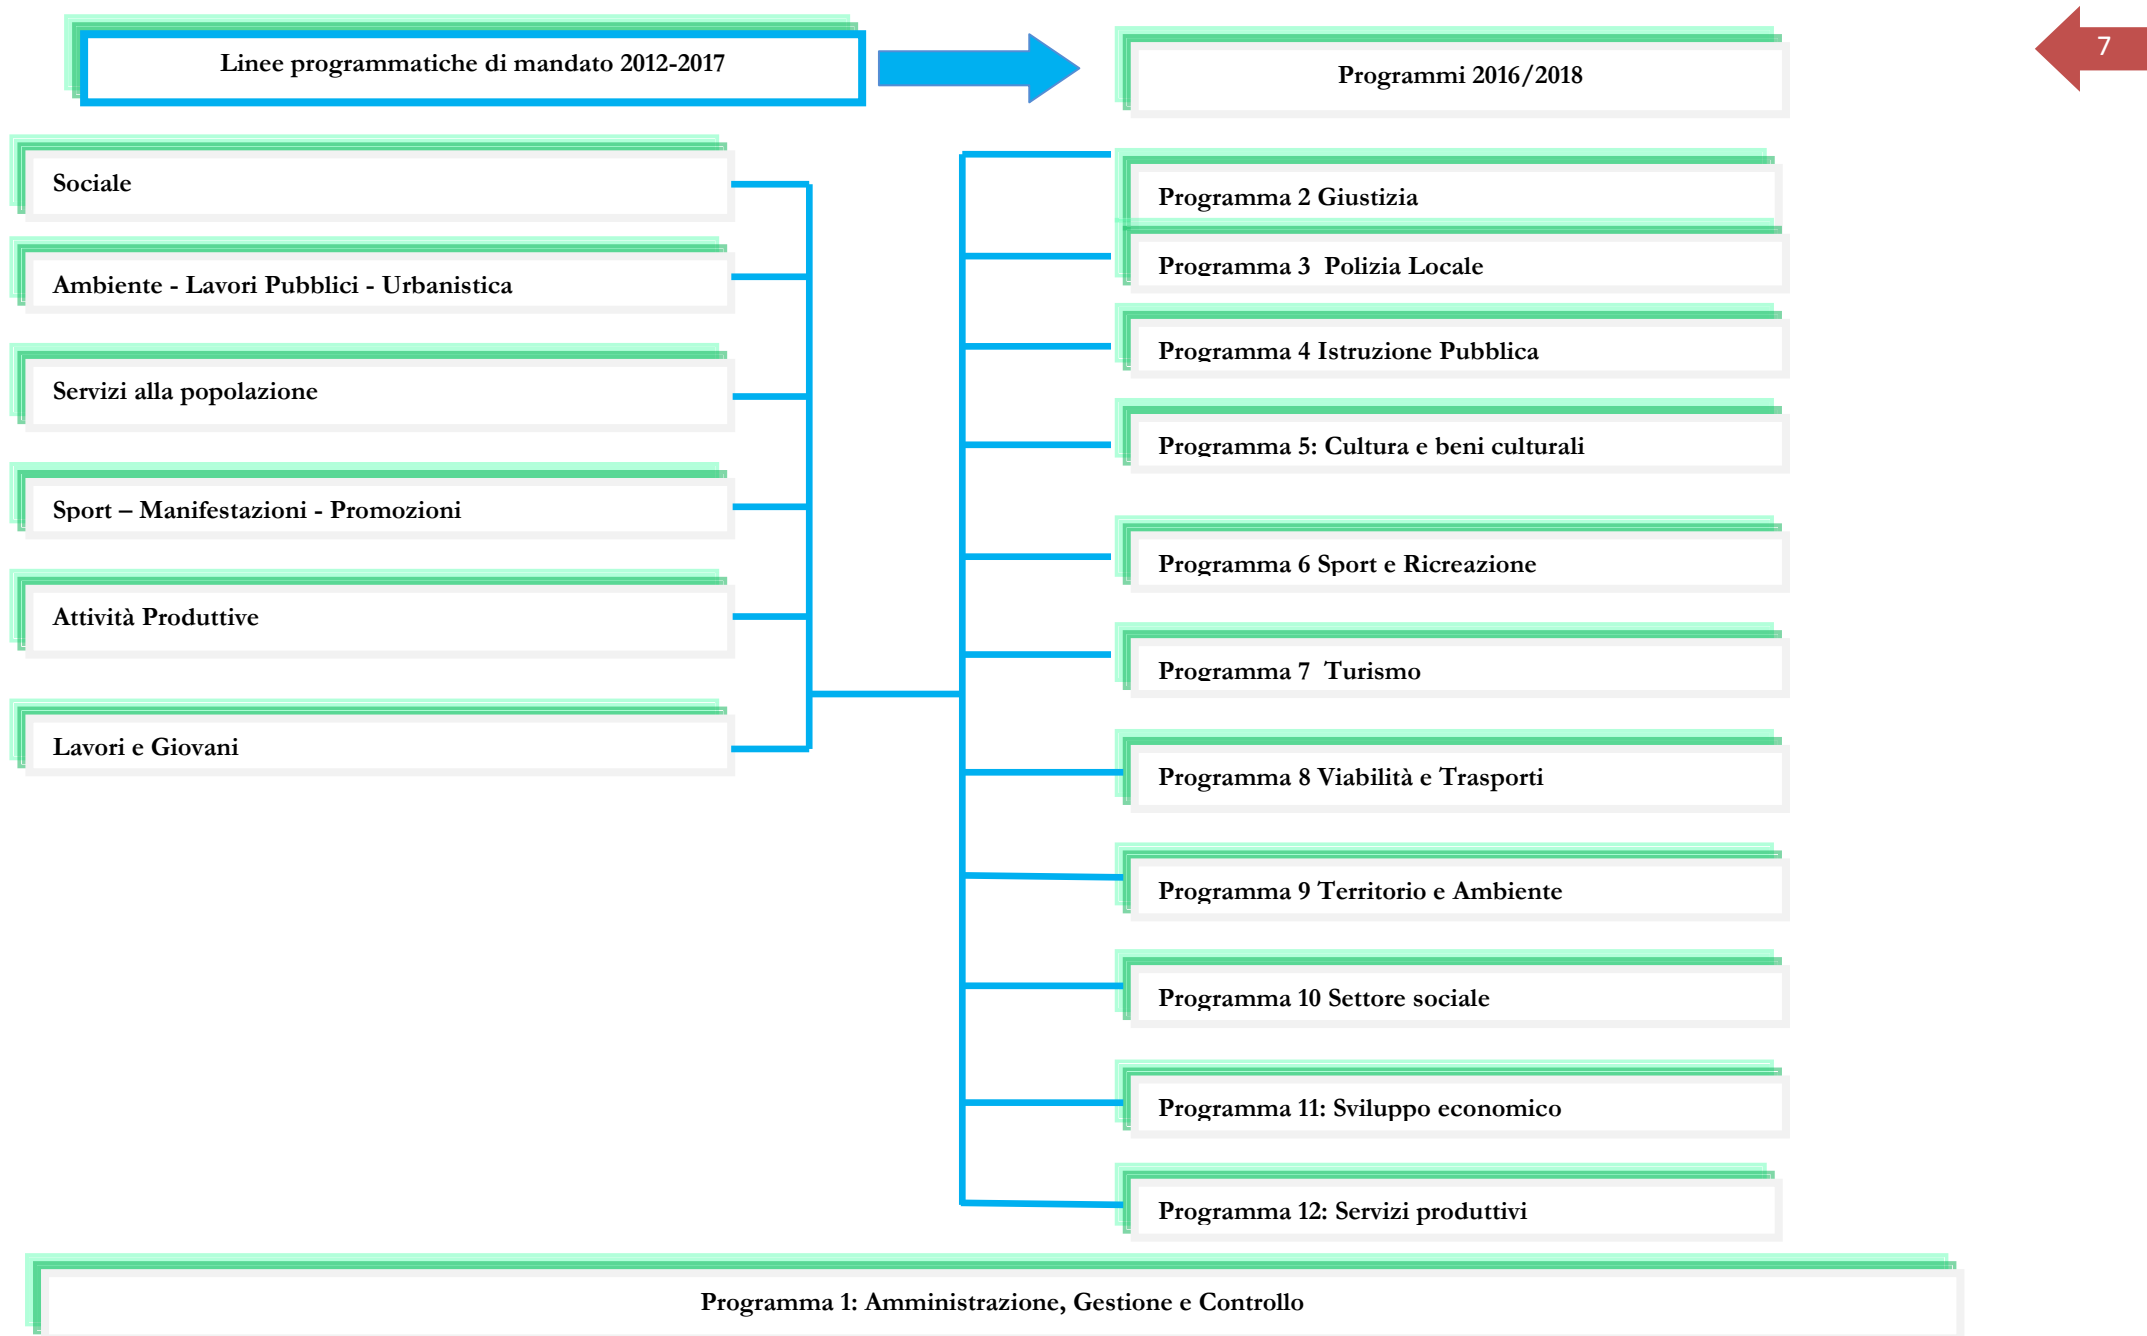 Linee programmatiche di mandato 2012-2017
Programmi 2016/2018
7
Sociale
Ambiente - Lavori Pubblici - Urbanistica
Servizi alla popolazione
Sport – Manifestazioni - Promozioni
Attività Produttive
Lavori e Giovani
Programma 2 Giustizia
Programma 3  Polizia Locale
Programma 4 Istruzione Pubblica
Programma 5: Cultura e beni culturali
Programma 6 Sport e Ricreazione
Programma 7  Turismo
Programma 8 Viabilità e Trasporti
Programma 9 Territorio e Ambiente
Programma 10 Settore sociale
Programma 11: Sviluppo economico
Programma 12: Servizi produttivi
Programma 1: Amministrazione, Gestione e Controllo